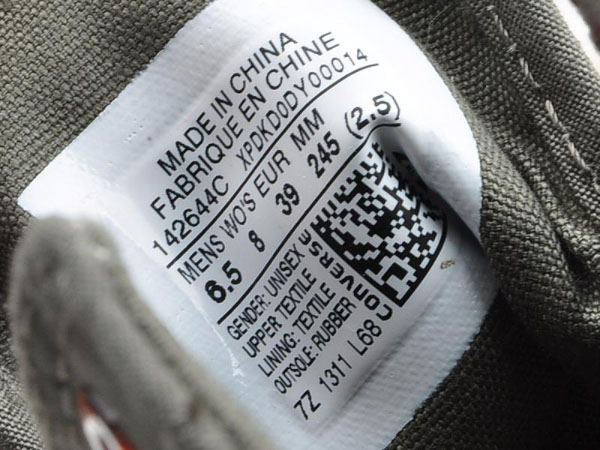 MADE IN CHINA
FABRIQUE EN CHINE
142644C XPDKD0DY00014
MENS WO'S EUR MM
6.5 8 39 245 (2.5)
GENDER: UNISEX
UPPER TEXTILE
LINING: TEXTILE
OUTSOLE: RUBBER
CONVERSE
7Z 1311 L68